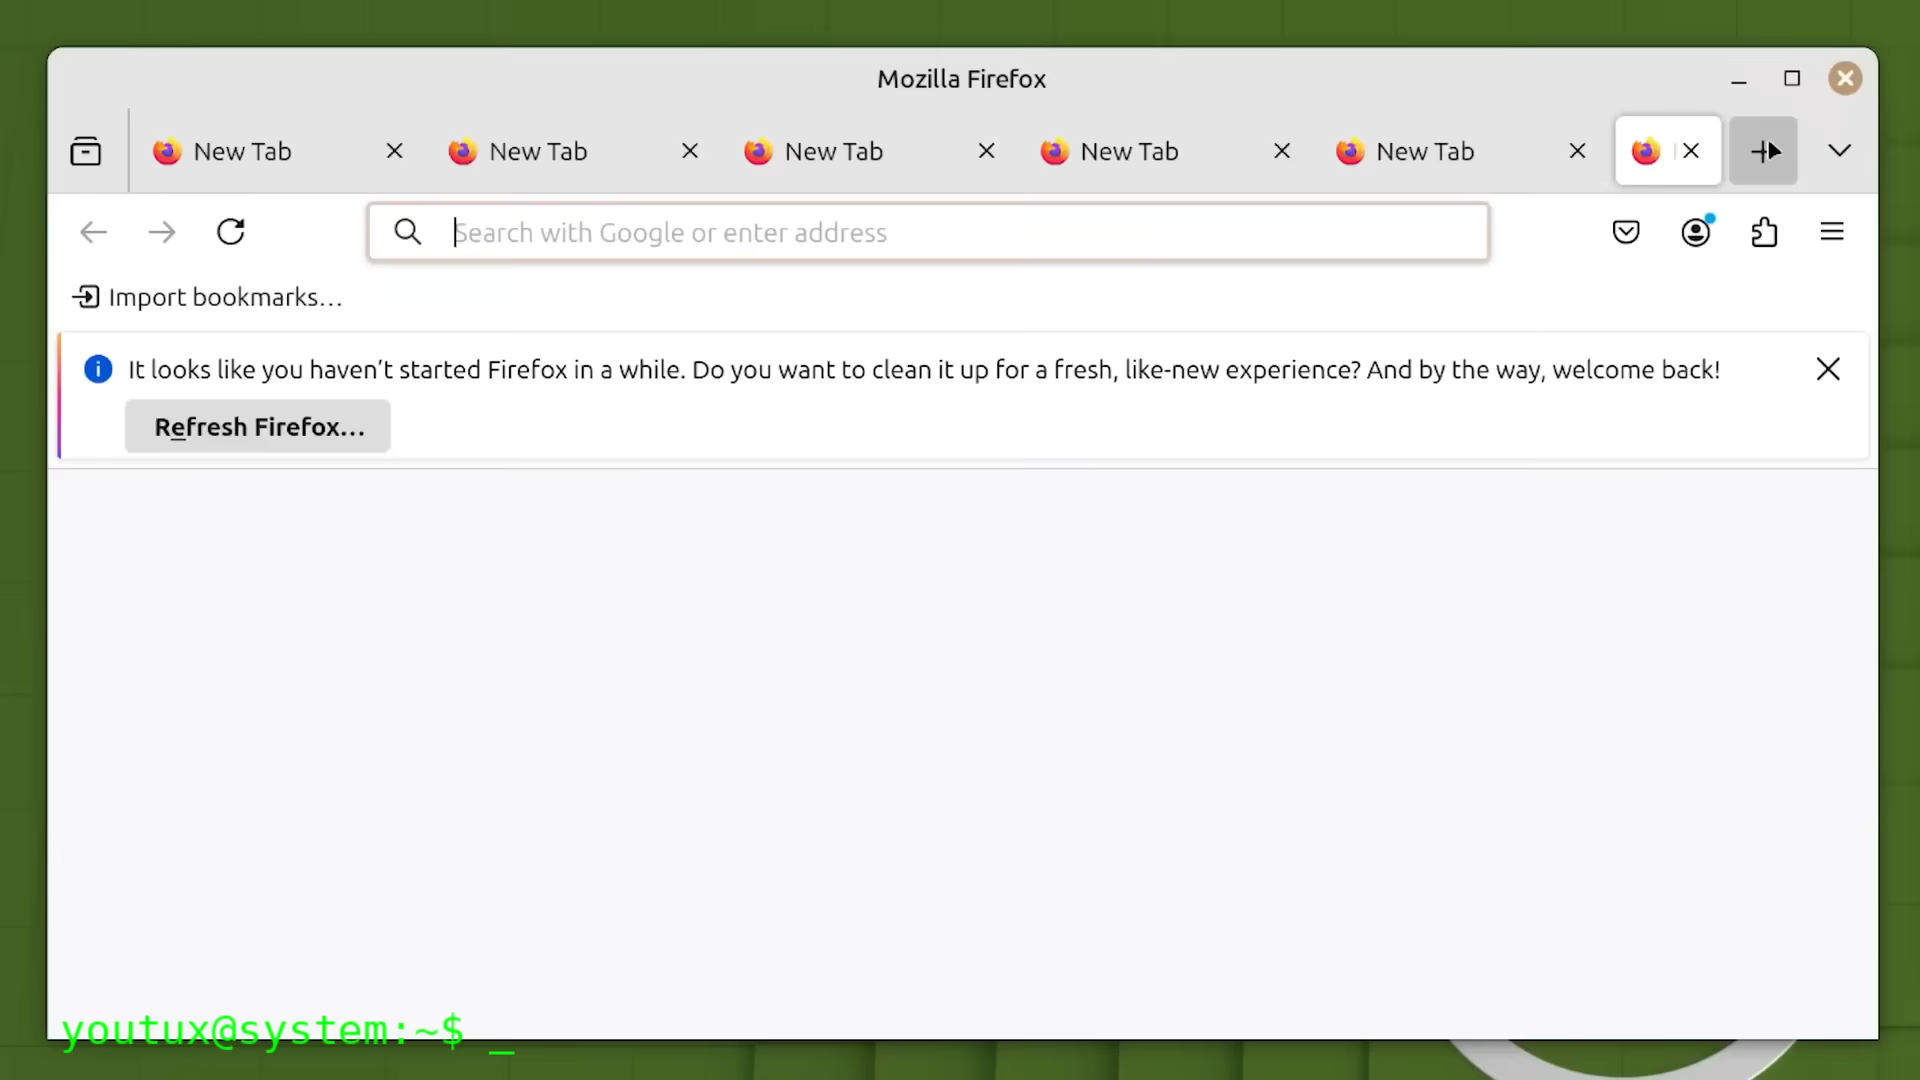 Mozilla Firefox
New Tab
New Tab
New Tab
New Tab
New Tab
Search with Google or enter address
Import bookmarks…
It looks like you haven’t started Firefox in a while. Do you want to clean it up for a fresh, like-new experience? And by the way, welcome back!
Refresh Firefox…
youtux@system:~$ _